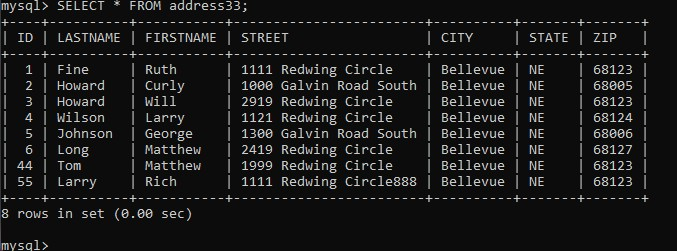 mysql> SELECT * FROM address33;
+----+----------+-----------+------------------------+----------+-------+-------+
| ID | LASTNAME | FIRSTNAME | STREET                 | CITY     | STATE | ZIP   |
+----+----------+-----------+------------------------+----------+-------+-------+
|  1 | Fine     | Ruth      | 1111 Redwing Circle    | Bellevue | NE    | 68123 |
|  2 | Howard   | Curly     | 1000 Galvin Road South | Bellevue | NE    | 68005 |
|  3 | Howard   | Will      | 2919 Redwing Circle    | Bellevue | NE    | 68123 |
|  4 | Wilson   | Larry     | 1121 Redwing Circle    | Bellevue | NE    | 68124 |
|  5 | Johnson  | George    | 1300 Galvin Road South | Bellevue | NE    | 68006 |
|  6 | Long     | Matthew   | 2419 Redwing Circle    | Bellevue | NE    | 68127 |
| 44 | Tom      | Matthew   | 1999 Redwing Circle    | Bellevue | NE    | 68123 |
| 55 | Larry    | Rich      | 1111 Redwing Circle888 | Bellevue | NE    | 68123 |
+----+----------+-----------+------------------------+----------+-------+-------+
8 rows in set (0.00 sec)
mysql>